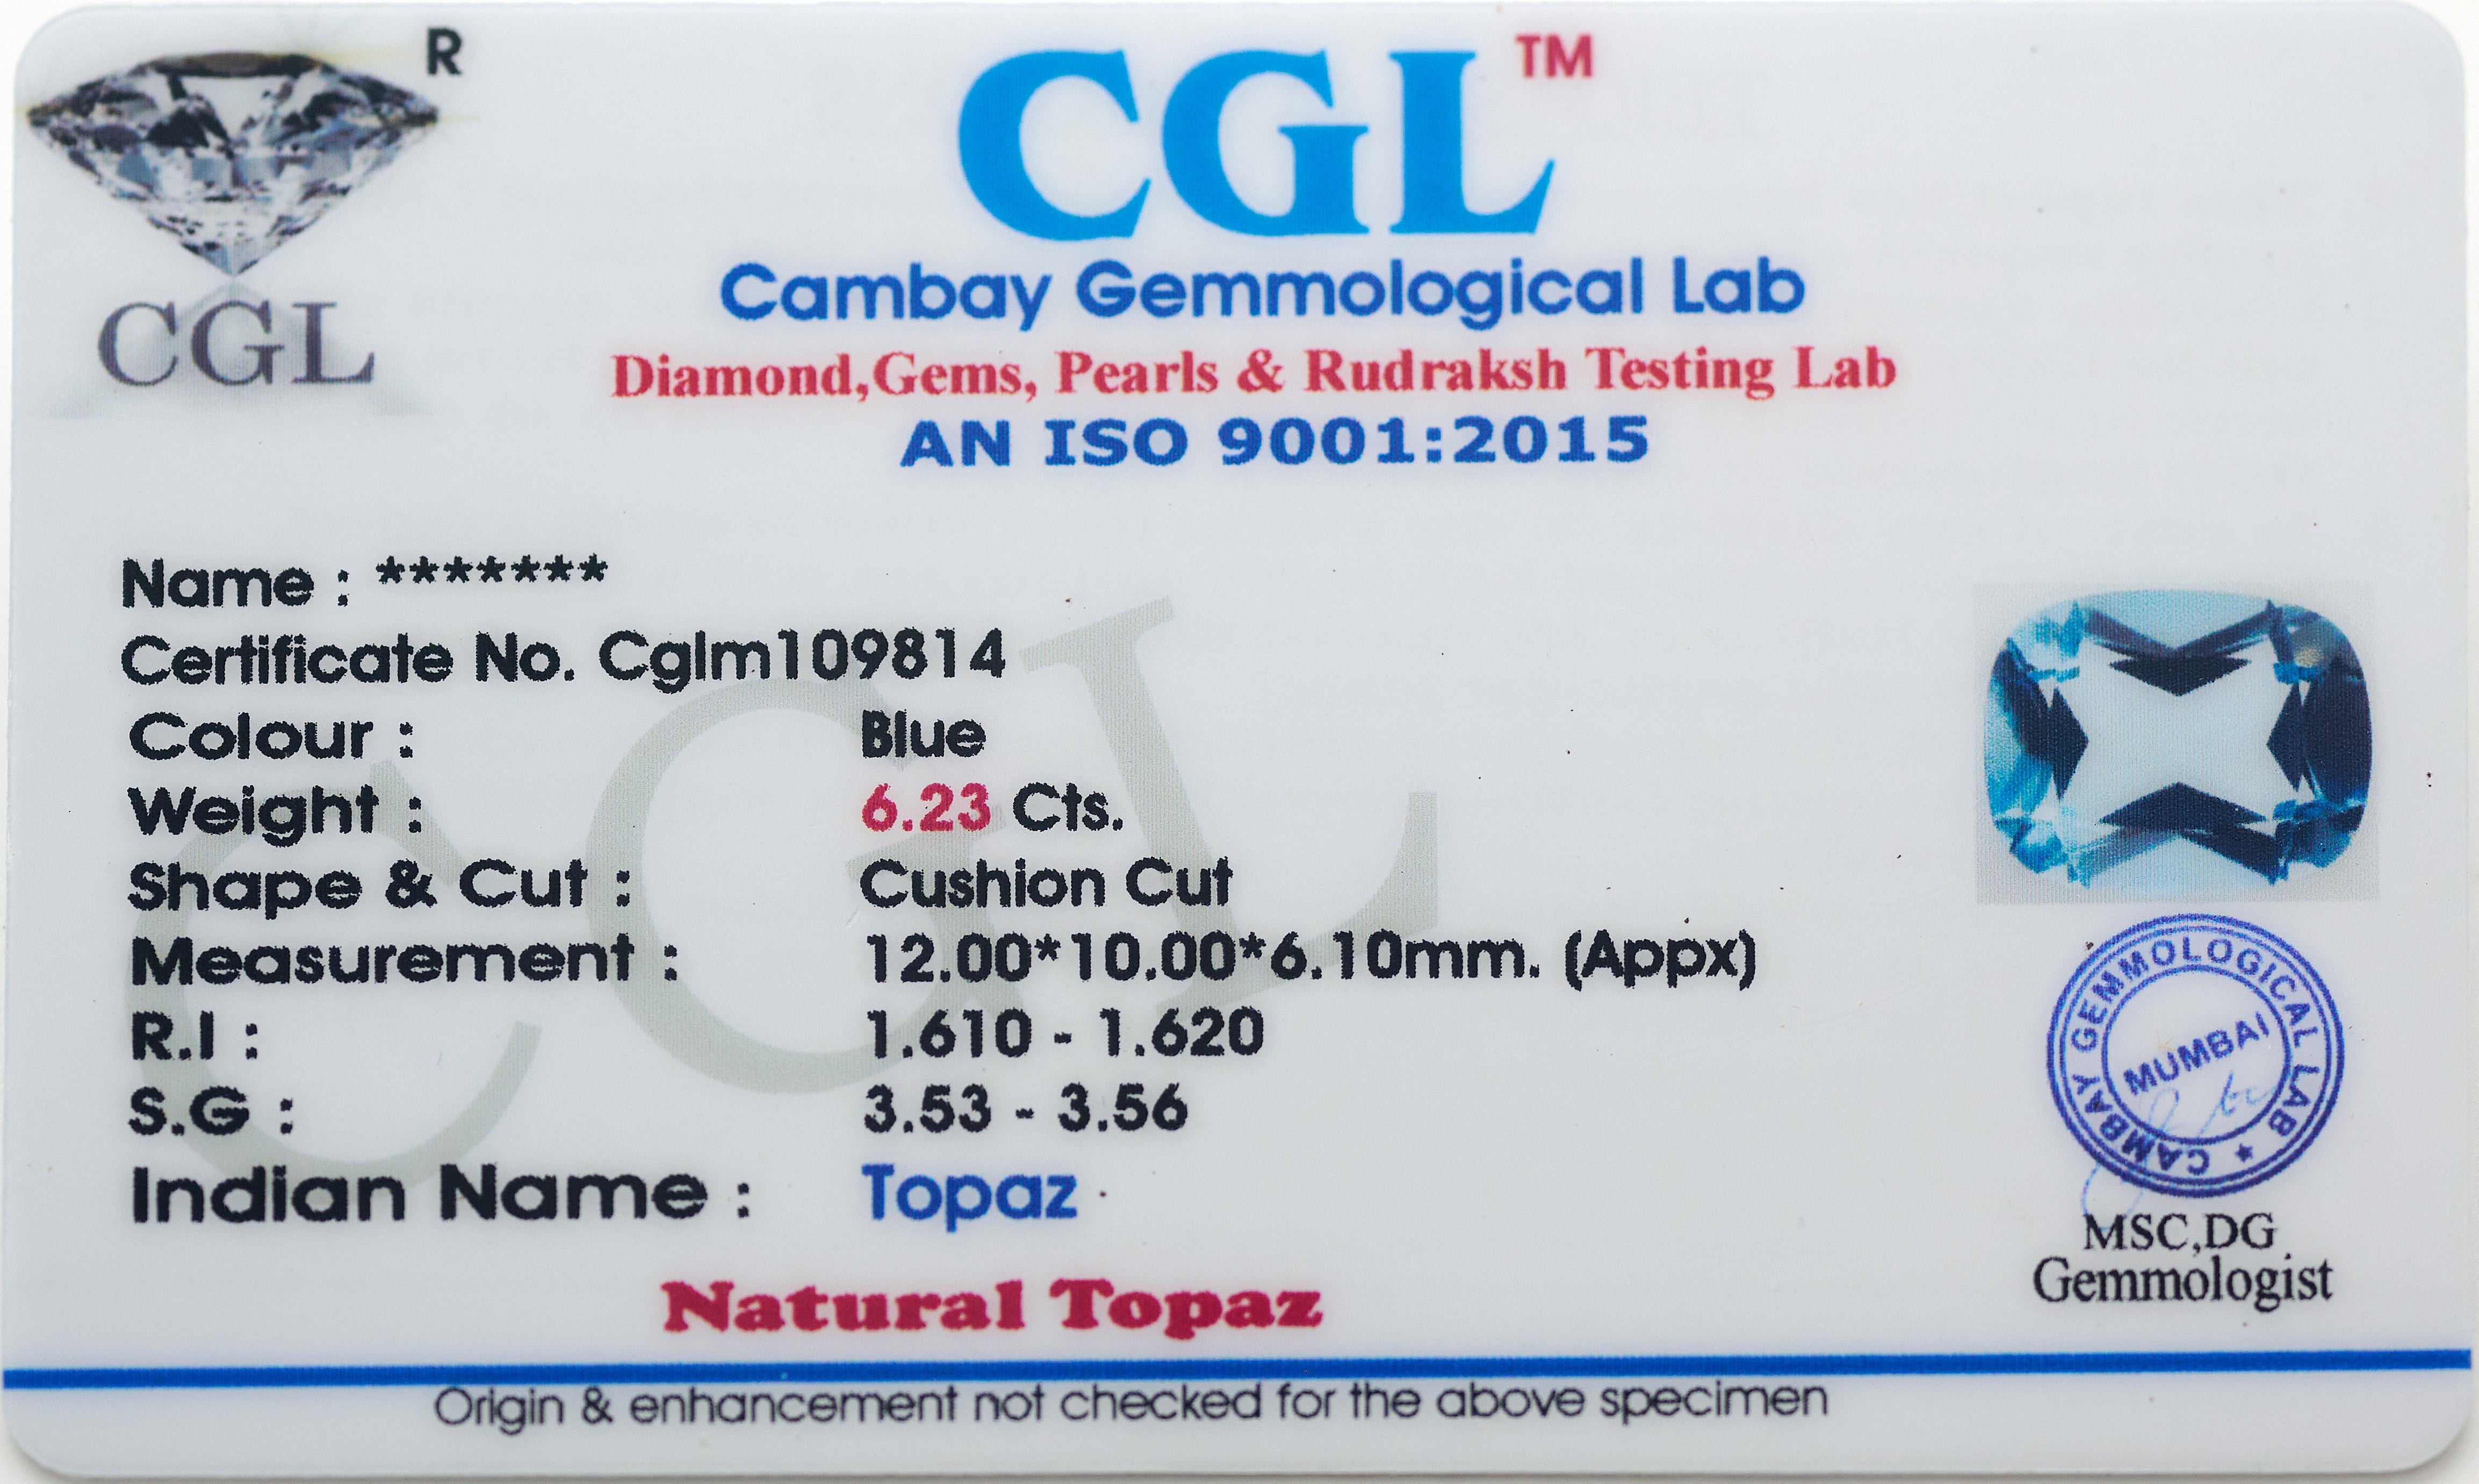 R
CGL
CGL™
Cambay Gemmological Lab
Diamond,Gems, Pearls & Rudraksh Testing Lab
AN ISO 9001:2015
Name : *******
Certificate No. Cglm109814
Colour : Blue
Weight : 6.23 Cts.
Shape & Cut : Cushion Cut
Measurement : 12.00*10.00*6.10mm. (Appx)
R.I : 1.610 - 1.620
S.G : 3.53 - 3.56
Indian Name : Topaz
CGL
CAMBAY GEMMOLOGICAL LAB ★
MUMBAI
MSC,DG
Gemmologist
Natural Topaz
Origin & enhancement not checked for the above specimen